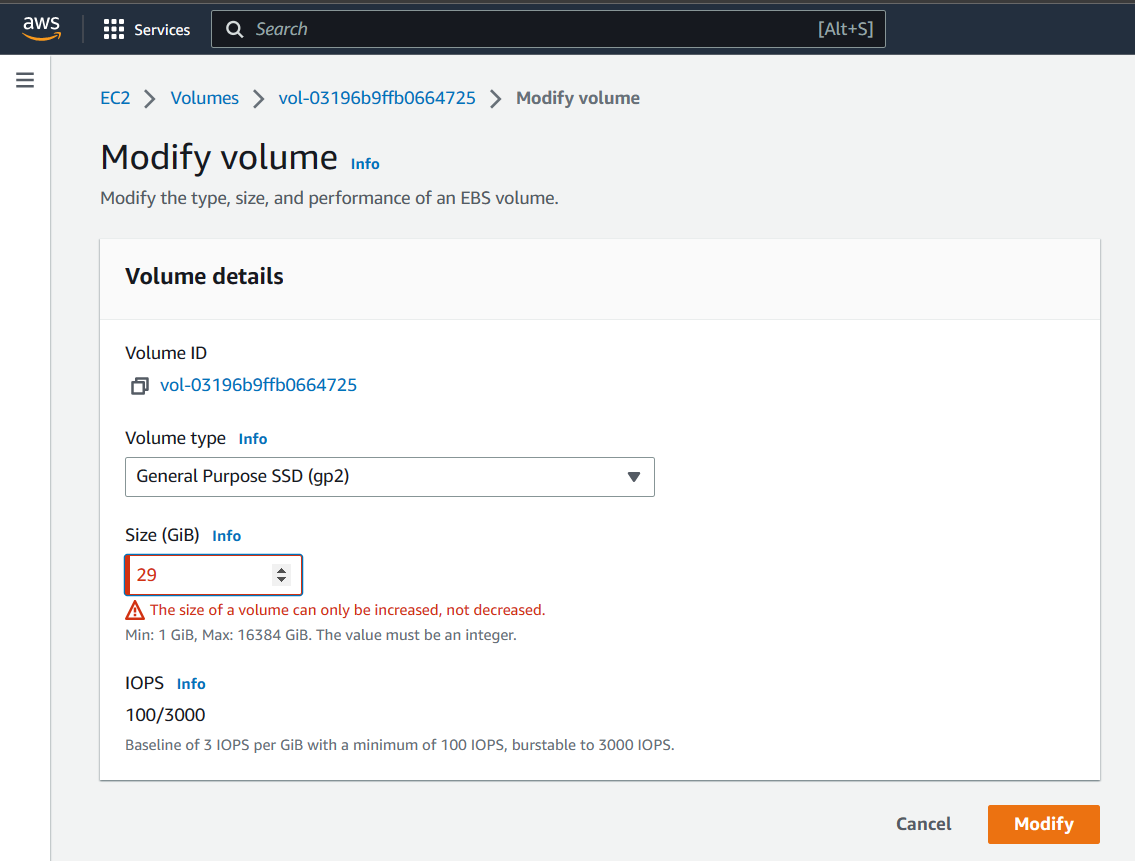 aws
Services
Search [Alt+S]
EC2 > Volumes > vol-03196b9ffb0664725 > Modify volume
Modify volume Info
Modify the type, size, and performance of an EBS volume.
Volume details
Volume ID
vol-03196b9ffb0664725
Volume type Info
General Purpose SSD (gp2)
Size (GiB) Info
29
The size of a volume can only be increased, not decreased.
Min: 1 GiB, Max: 16384 GiB. The value must be an integer.
IOPS Info
100/3000
Baseline of 3 IOPS per GiB with a minimum of 100 IOPS, burstable to 3000 IOPS.
Cancel Modify